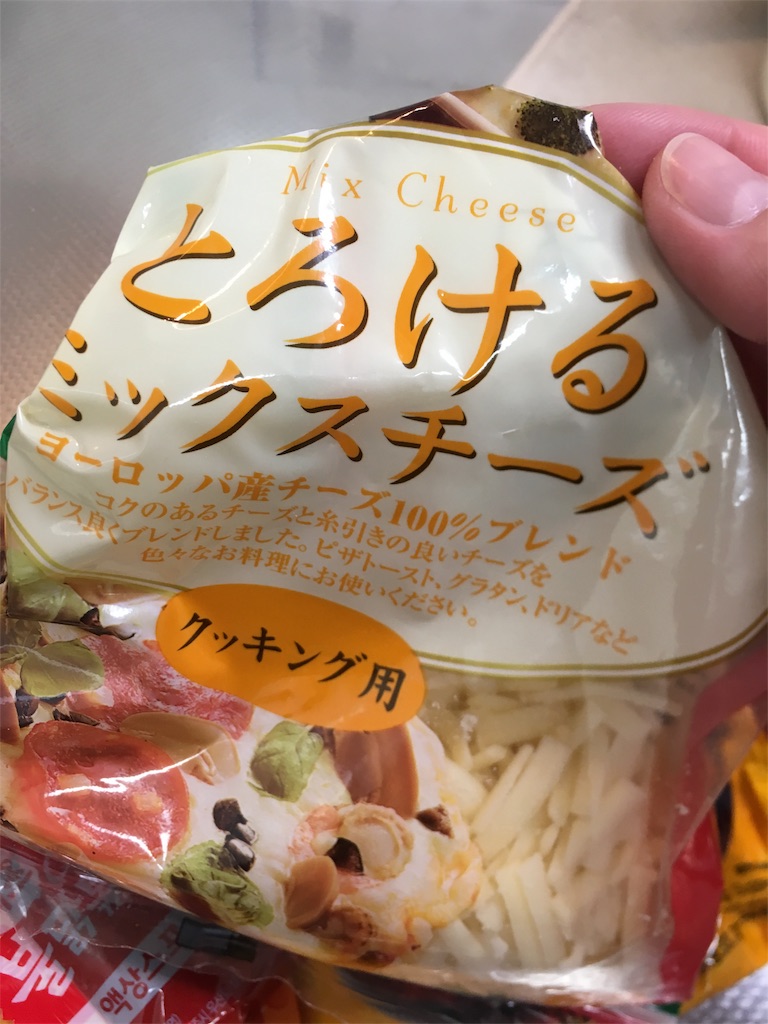 Mix Cheese
とろける
ミックスチーズ
ヨーロッパ産チーズ100%ブレンド
コクのあるチーズと糸引きの良いチーズを
バランス良くブレンドしました。ピザトースト、グラタン、ドリアなど
色々なお料理にお使いください。
クッキング用
액상스프